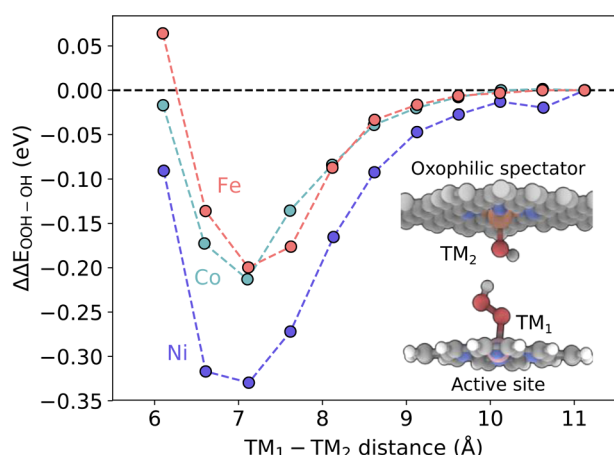 0.05
0.00
−0.05
−0.10
−0.15
−0.20
−0.25
−0.30
−0.35
ΔΔE_OOH−OH (eV)
Fe
Co
Ni
Oxophilic spectator
TM₂
TM₁
Active site
6 7 8 9 10 11
TM₁ − TM₂ distance (Å)